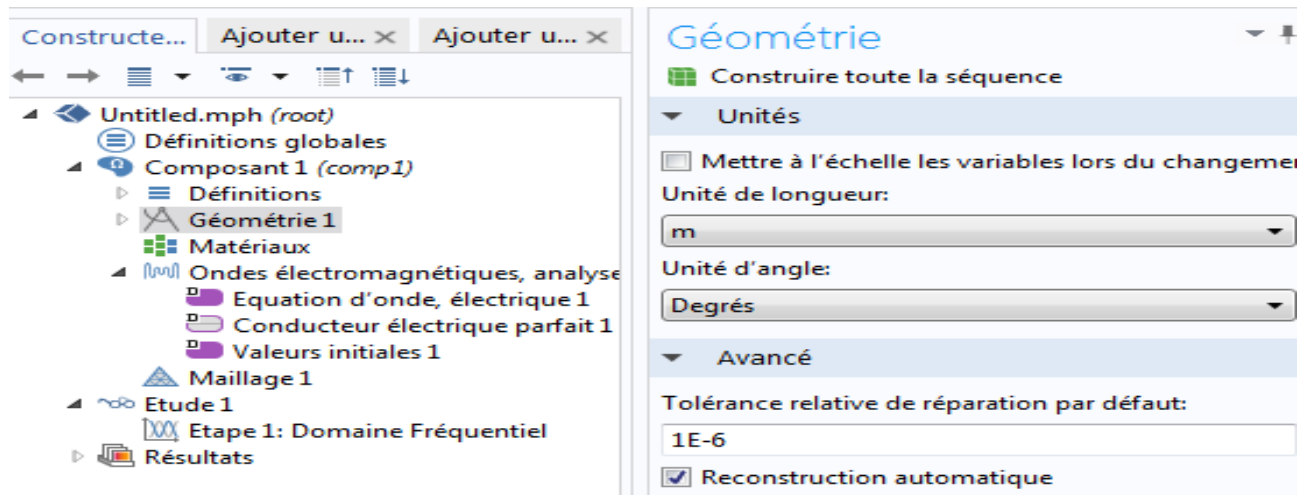 Constructe... Ajouter u... Ajouter u...
Untitled.mph (root)
Définitions globales
Composant 1 (comp1)
Définitions
Géométrie 1
Matériaux
Ondes électromagnétiques, analyse
Equation d'onde, électrique 1
Conducteur électrique parfait 1
Valeurs initiales 1
Maillage 1
Etude 1
Etape 1: Domaine Fréquentiel
Résultats
Géométrie
Construire toute la séquence
Unités
Mettre à l'échelle les variables lors du changemer
Unité de longueur:
m
Unité d'angle:
Degrés
Avancé
Tolérance relative de réparation par défaut:
1E-6
Reconstruction automatique